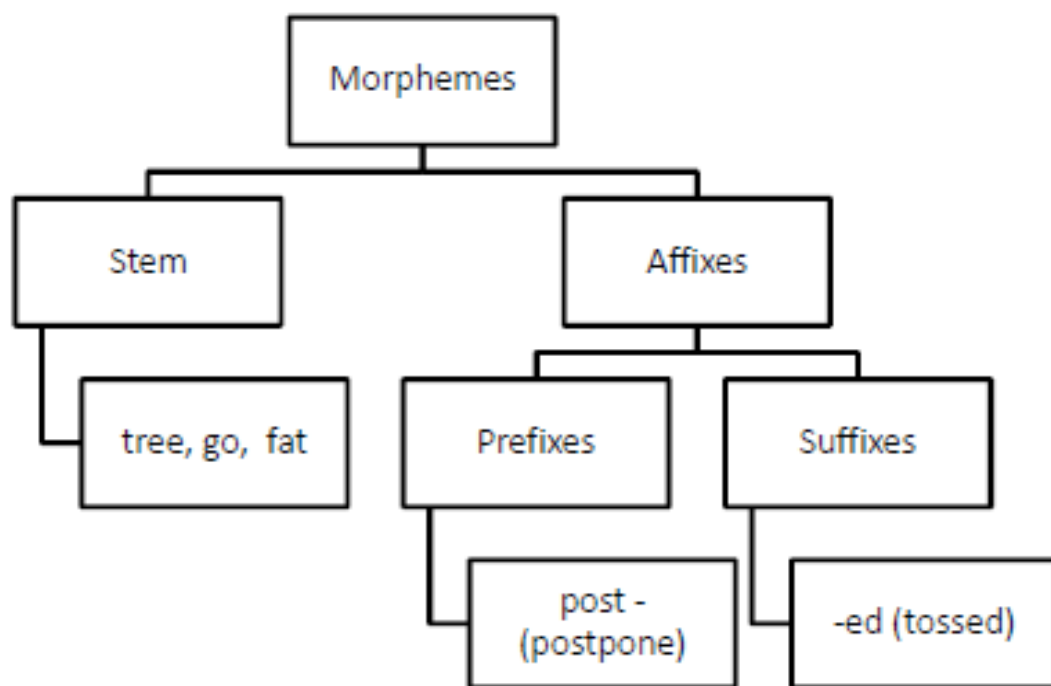 Morphemes
Stem
Affixes
tree, go, fat
Prefixes
Suffixes
post -
(postpone)
-ed (tossed)